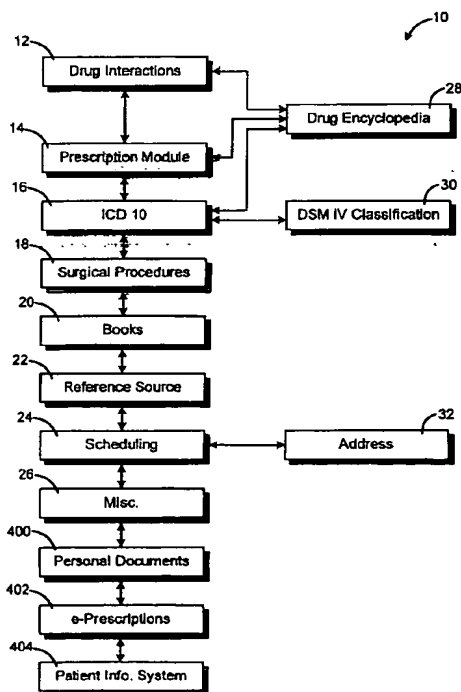 10
12
Drug Interactions
28
Drug Encyclopedia
14
Prescription Module
16
ICD 10
30
DSM IV Classification
18
Surgical Procedures
20
Books
22
Reference Source
24
Scheduling
32
Address
26
Misc.
400
Personal Documents
402
e-Prescriptions
404
Patient Info. System